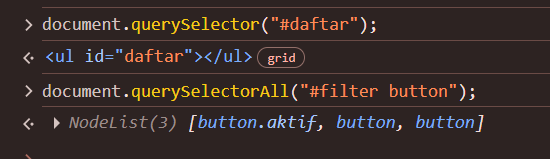 document.querySelector("#daftar");
<ul id="daftar"></ul> grid
document.querySelectorAll("#filter button");
NodeList(3) [button.aktif, button, button]